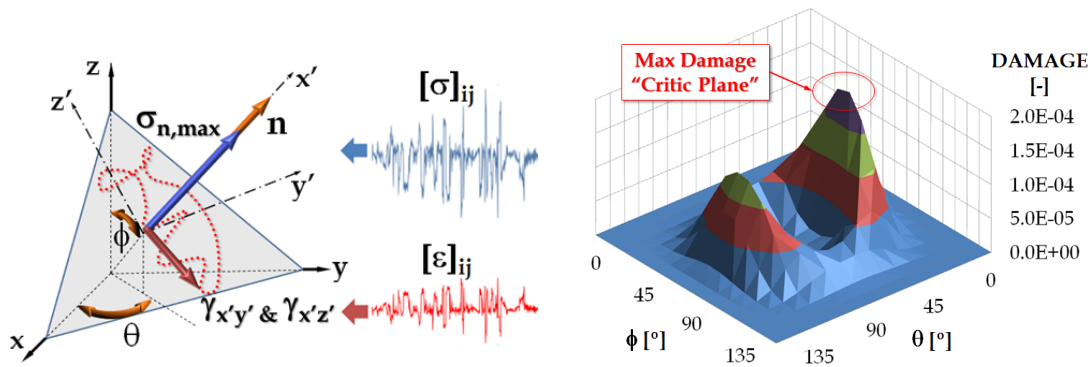 z
x′
z′
σn,max
n
y′
ϕ
y
γx′y′ & γx′z′
x
θ
[σ]ij
[ε]ij
Max Damage
“Critic Plane”
DAMAGE
[-]
2.0E-04
1.5E-04
1.0E-04
5.0E-05
0.0E+00
0
45
90
135
ϕ [º]
0
45
90
135
θ [º]